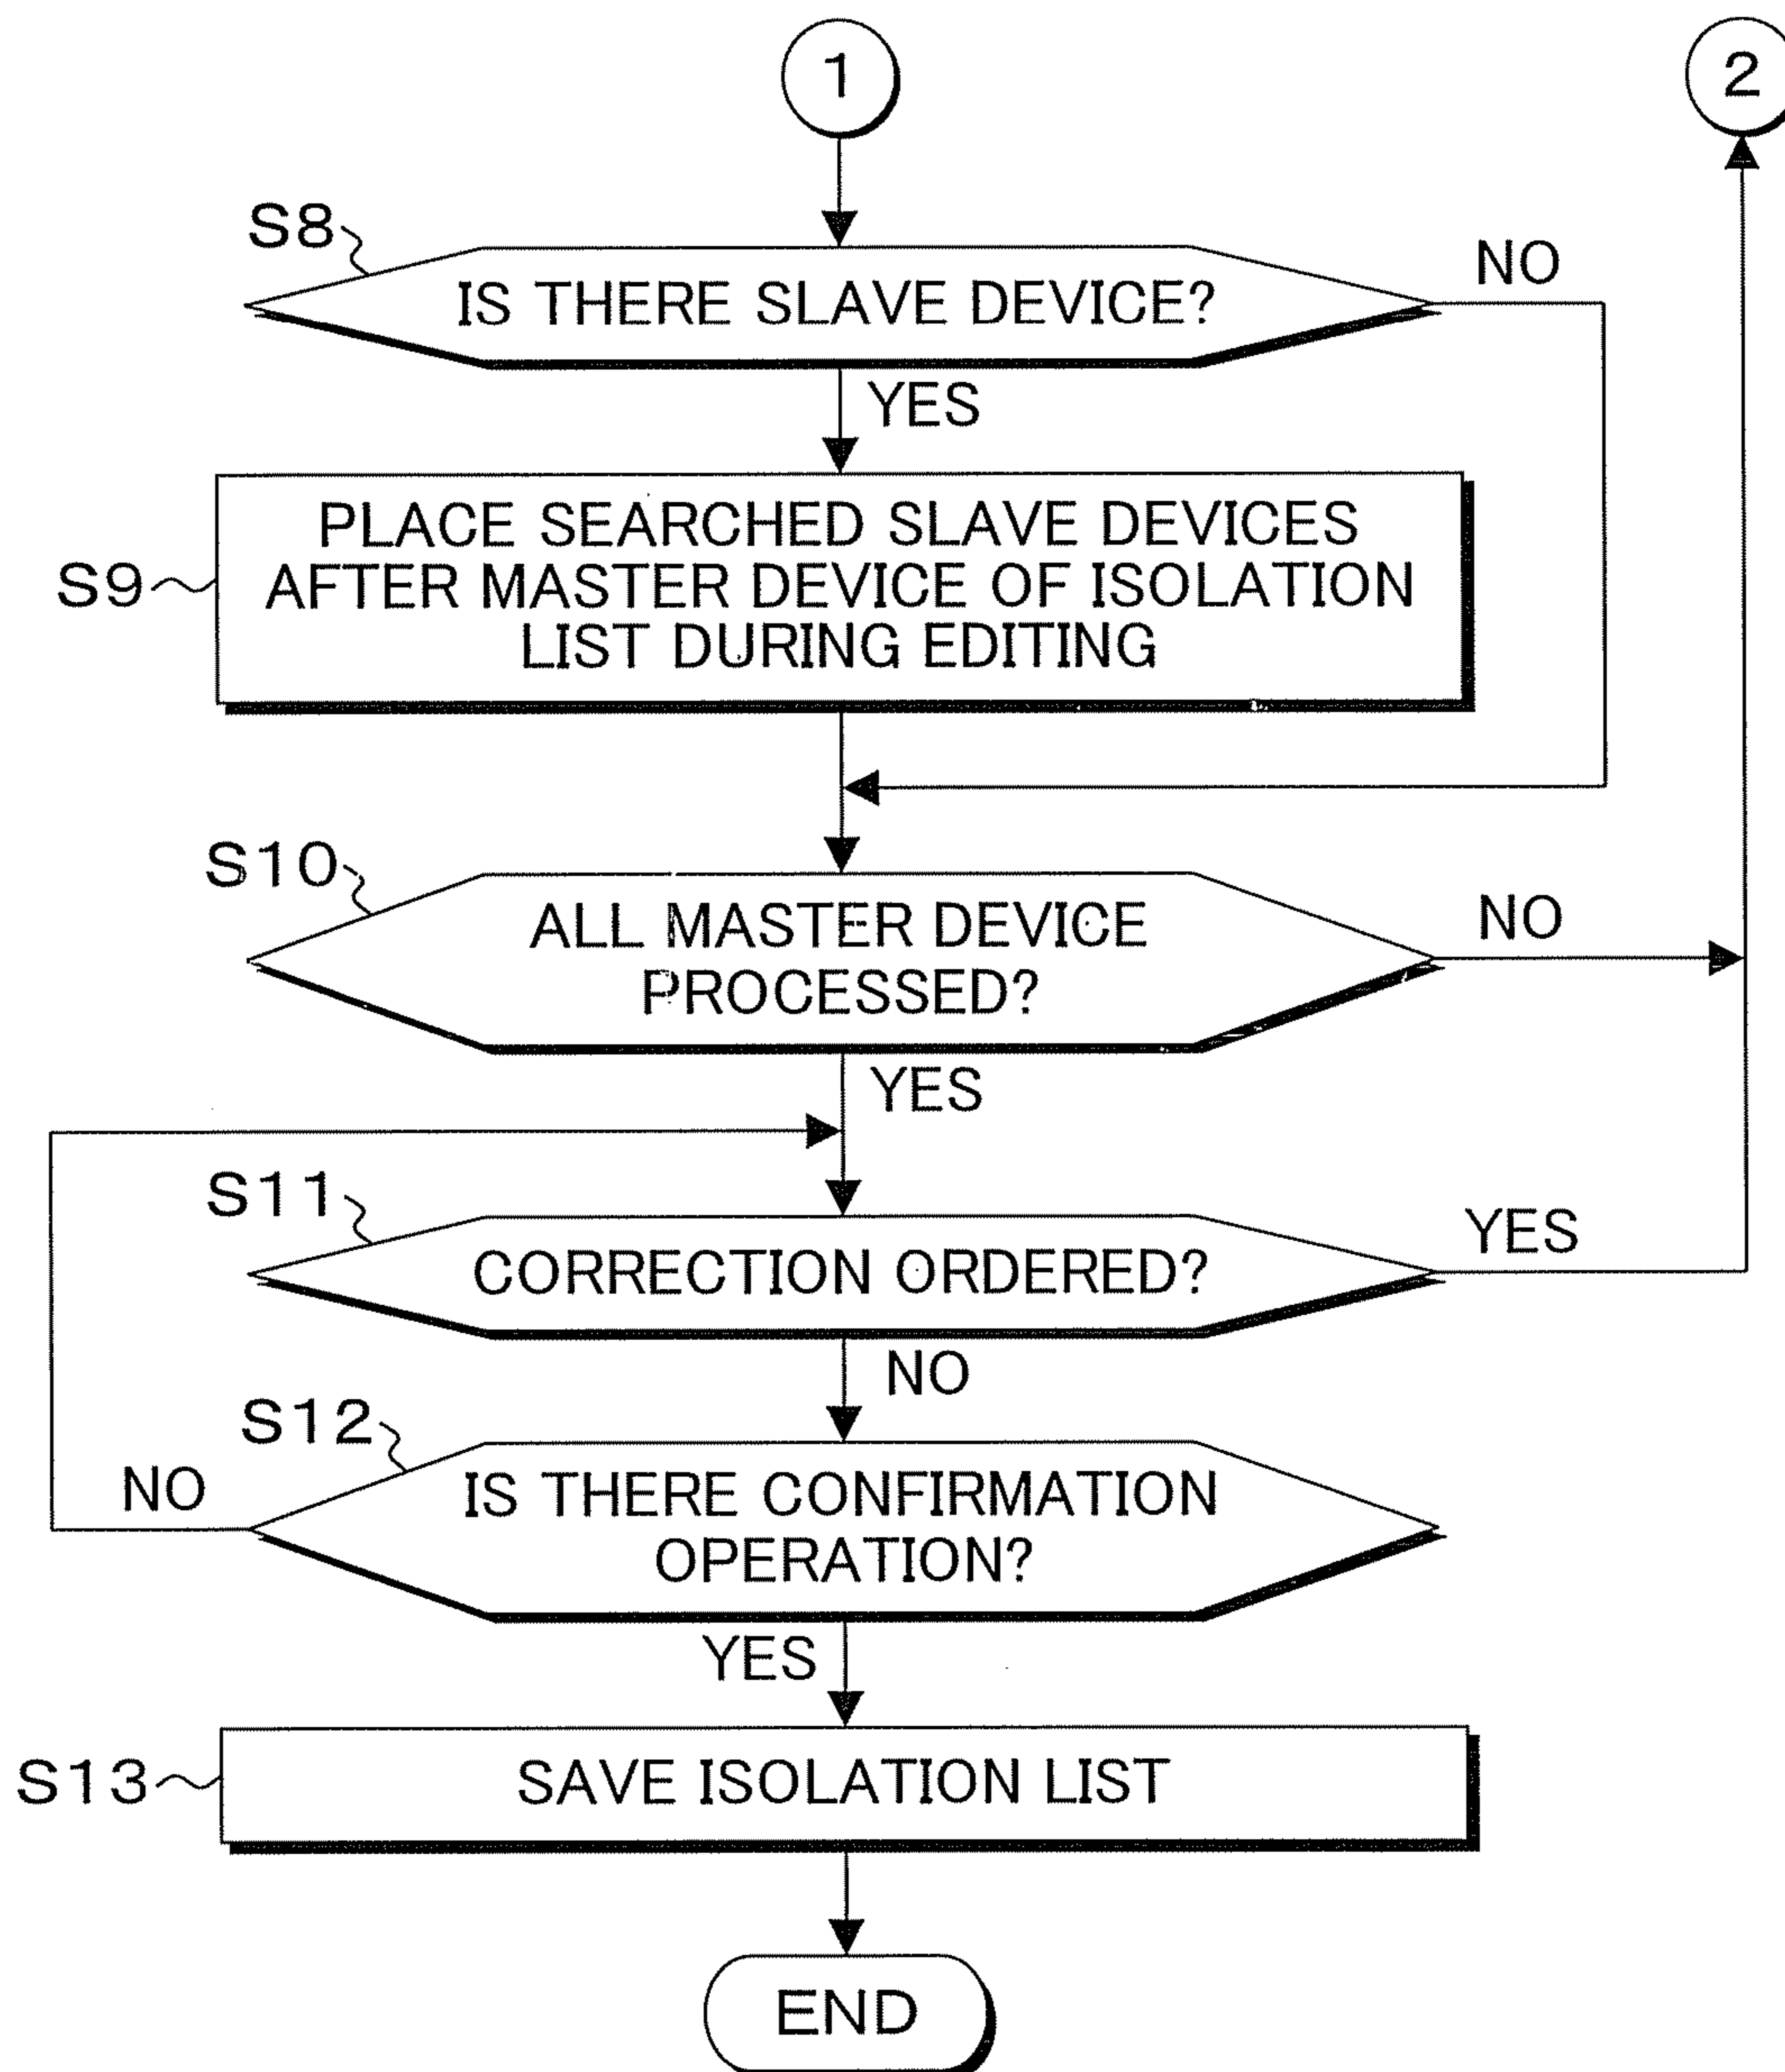 1
2
S8
IS THERE SLAVE DEVICE?
NO
YES
S9
PLACE SEARCHED SLAVE DEVICES
AFTER MASTER DEVICE OF ISOLATION
LIST DURING EDITING
S10
ALL MASTER DEVICE
PROCESSED?
NO
YES
S11
CORRECTION ORDERED?
YES
NO
S12
IS THERE CONFIRMATION
OPERATION?
NO
YES
S13
SAVE ISOLATION LIST
END